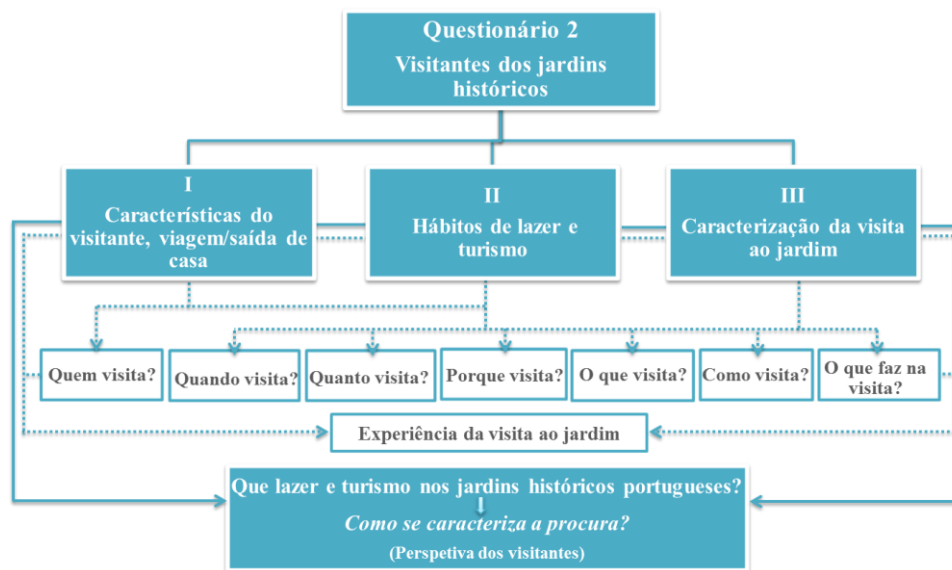 Questionário 2
Visitantes dos jardins
históricos
I
Características do
visitante, viagem/saída de
casa
II
Hábitos de lazer e
turismo
III
Caracterização da visita
ao jardim
Quem visita?
Quando visita?
Quanto visita?
Porque visita?
O que visita?
Como visita?
O que faz na
visita?
Experiência da visita ao jardim
Que lazer e turismo nos jardins históricos portugueses?
Como se caracteriza a procura?
(Perspetiva dos visitantes)